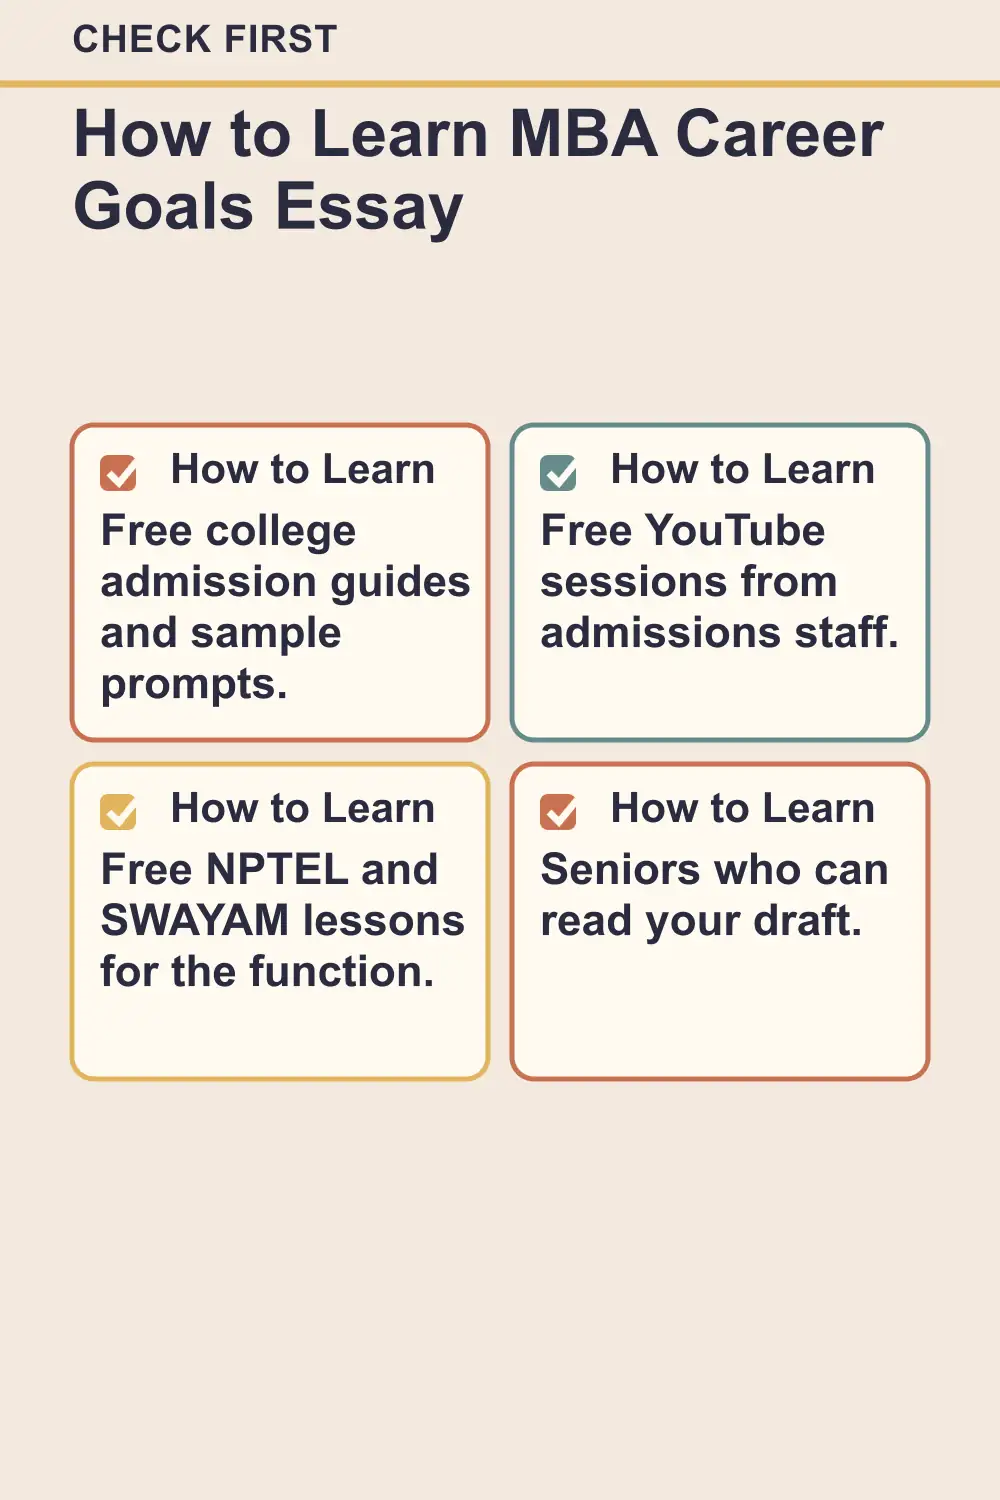 CHECK FIRST
How to Learn MBA Career
Goals Essay
How to Learn
Free college
admission guides
and sample
prompts.
How to Learn
Free YouTube
sessions from
admissions staff.
How to Learn
Free NPTEL and
SWAYAM lessons
for the function.
How to Learn
Seniors who can
read your draft.